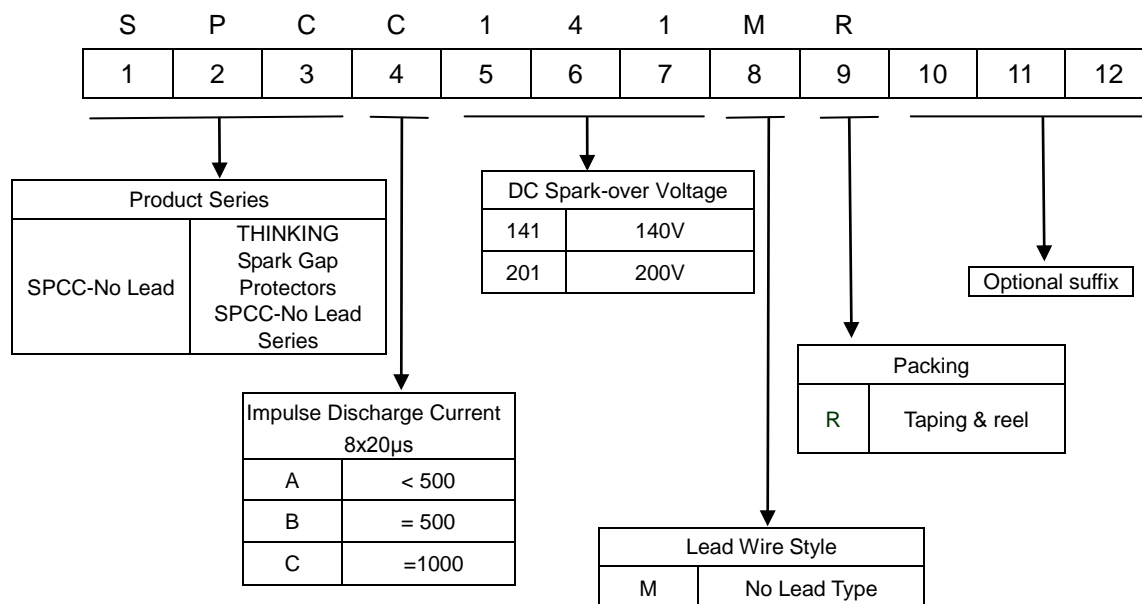 S P C C 1 4 1 M R
1 2 3 4 5 6 7 8 9 10 11 12
Product Series
SPCC-No Lead
THINKING
Spark Gap
Protectors
SPCC-No Lead
Series
Impulse Discharge Current
8x20µs
A < 500
B = 500
C =1000
DC Spark-over Voltage
141 140V
201 200V
Lead Wire Style
M No Lead Type
Packing
R Taping & reel
Optional suffix